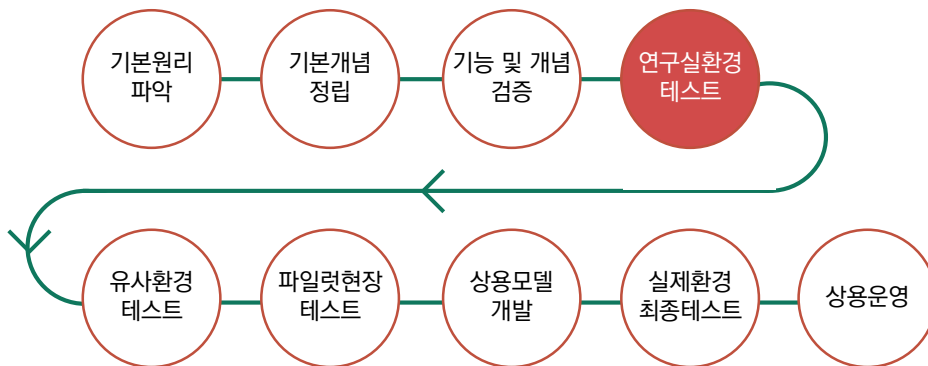 기본원리
파악
기본개념
정립
기능 및 개념
검증
연구실환경
테스트
유사환경
테스트
파일럿현장
테스트
상용모델
개발
실제환경
최종테스트
상용운영